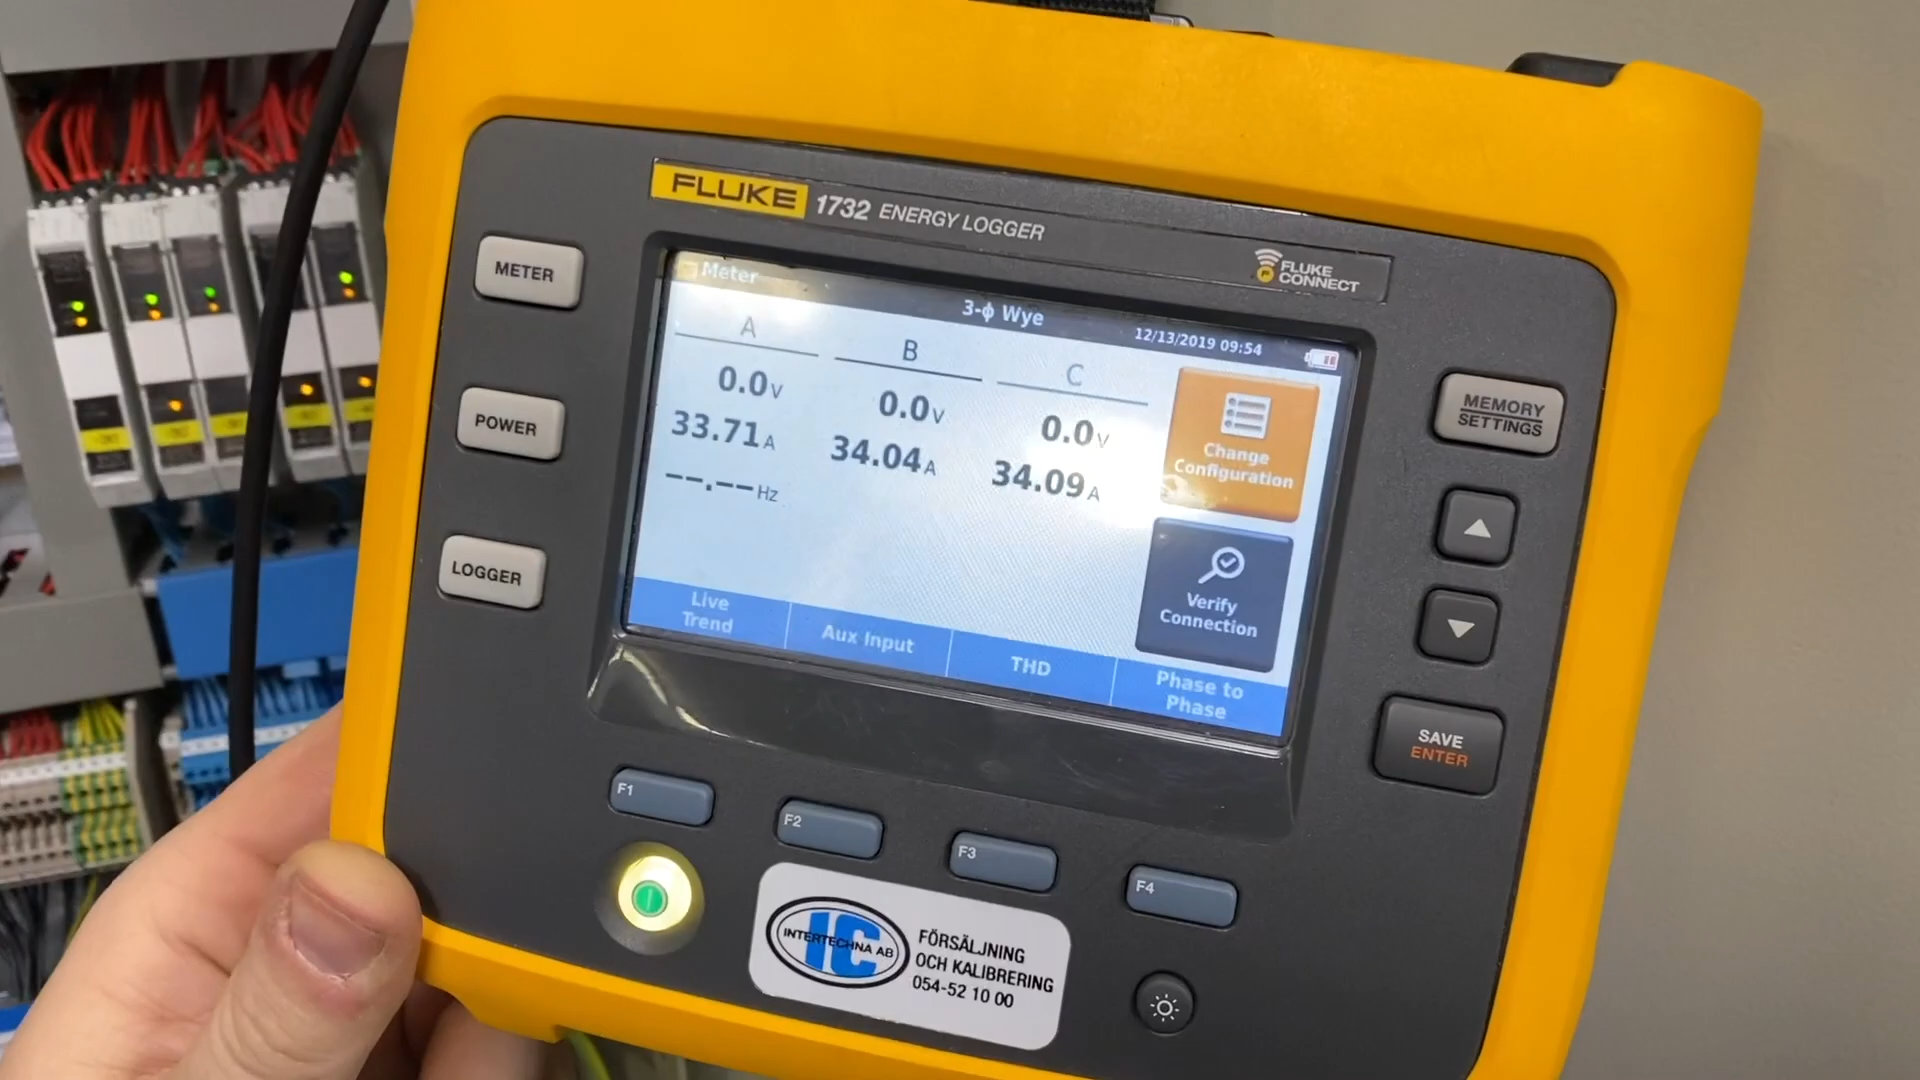 FLUKE 1732 ENERGY LOGGER
FLUKE
CONNECT
METER
POWER
LOGGER
Meter
3-ϕ Wye
12/13/2019 09:54
A B C
0.0V 0.0V 0.0V
33.71A 34.04A 34.09A
--.--Hz
Change
Configuration
Verify
Connection
Live
Trend
Aux Input
THD
Phase to
Phase
MEMORY
SETTINGS
SAVE
ENTER
F1
F2
F3
F4
INTERTECHNA AB
IC
FÖRSÄLJNING
OCH KALIBRERING
054-52 10 00